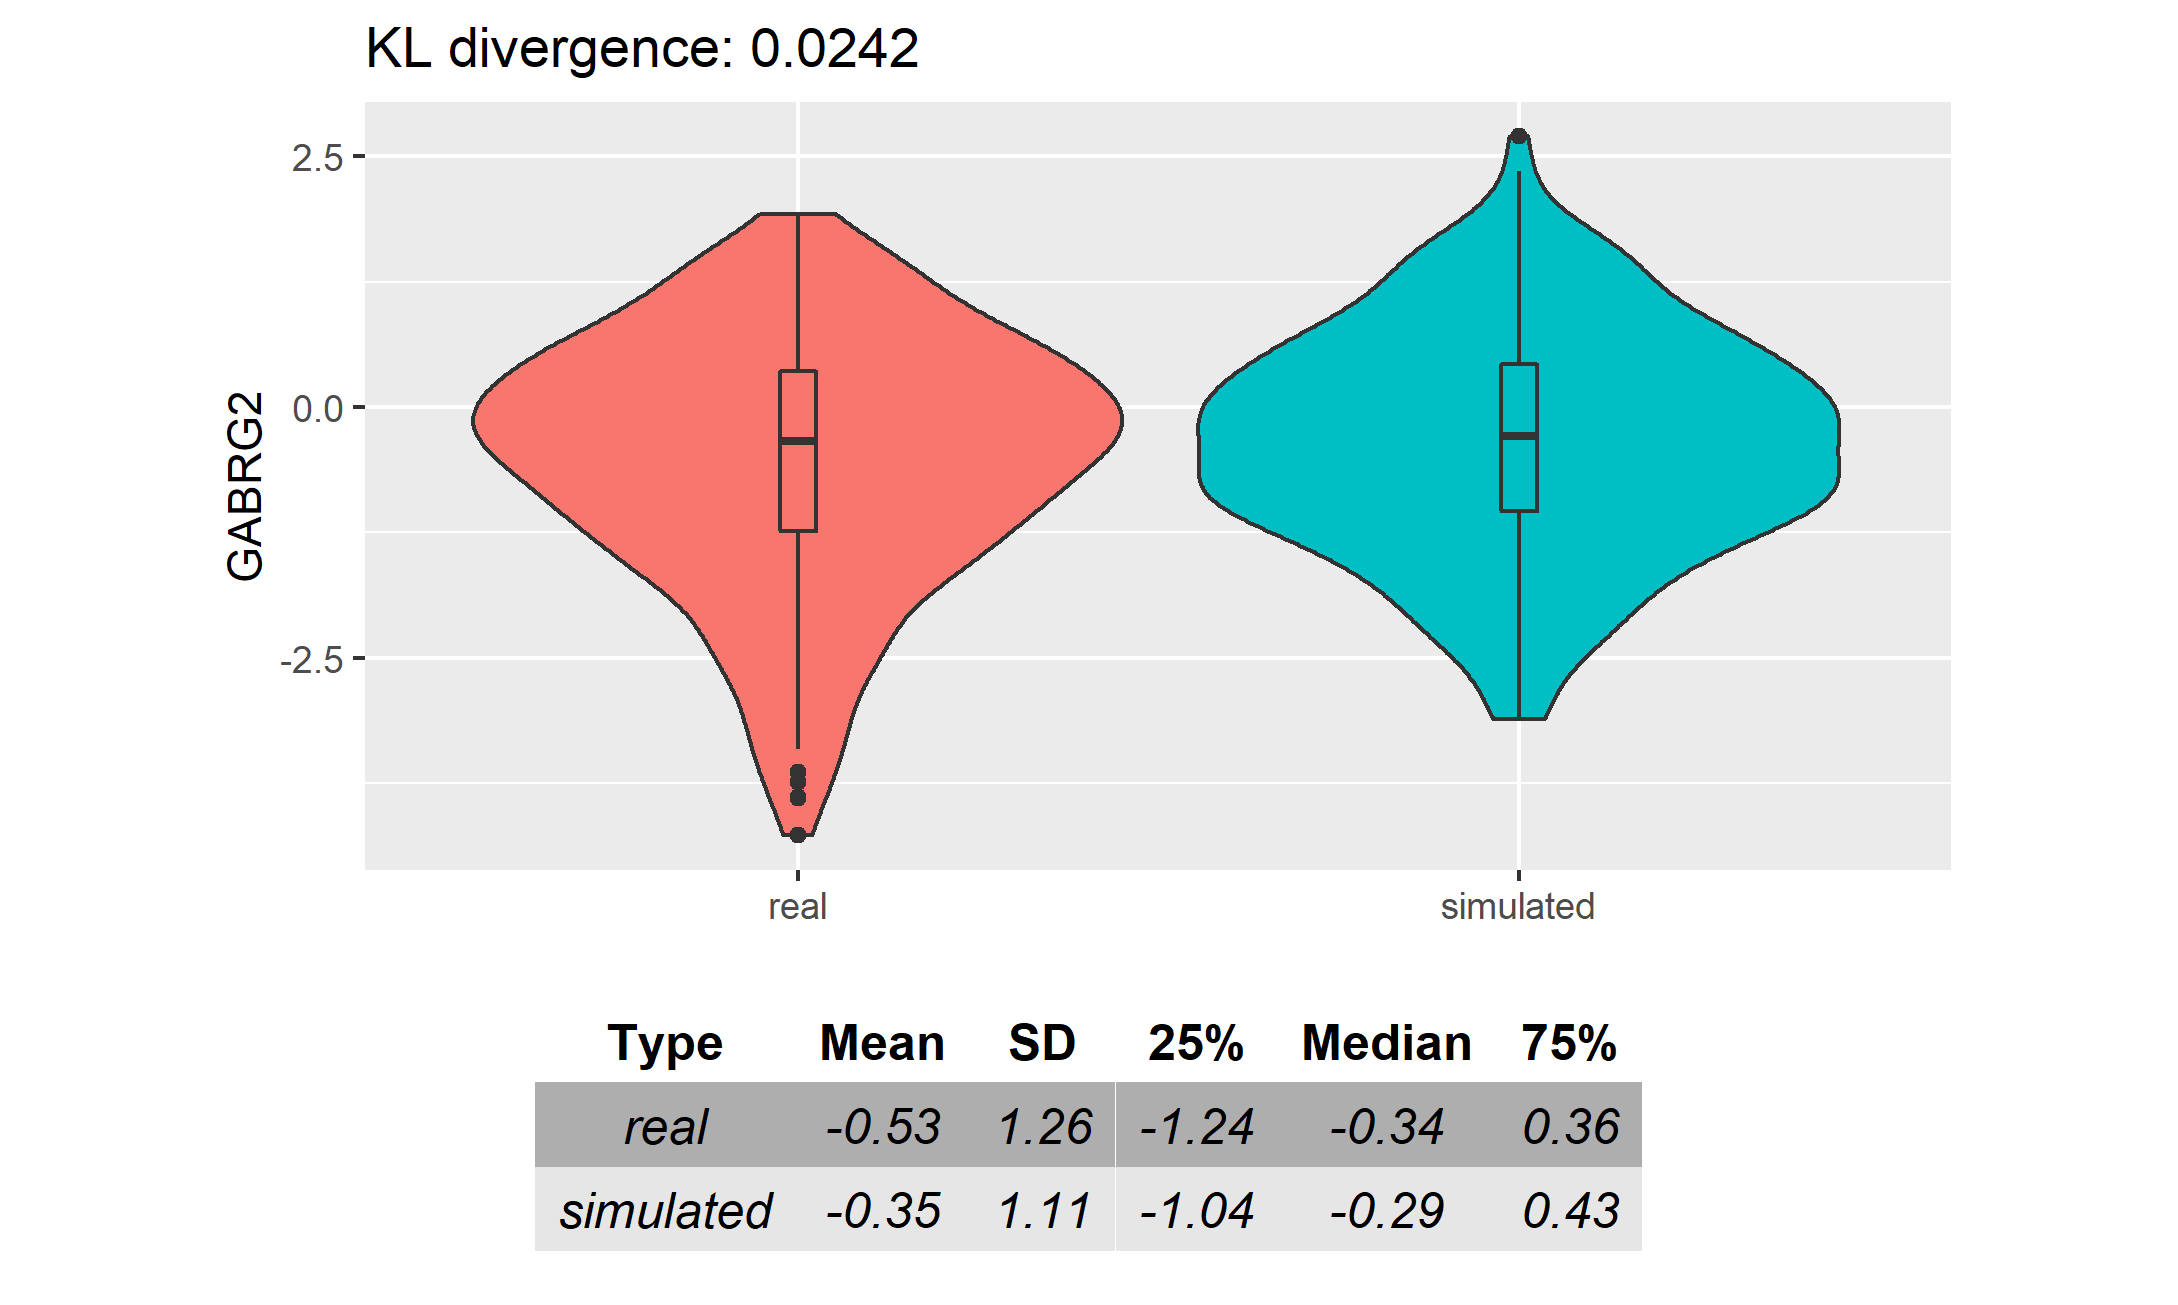 KL divergence: 0.0242
2.5
0.0
-2.5
GABRG2
real simulated
Type Mean SD 25% Median 75%
real -0.53 1.26 -1.24 -0.34 0.36
simulated -0.35 1.11 -1.04 -0.29 0.43